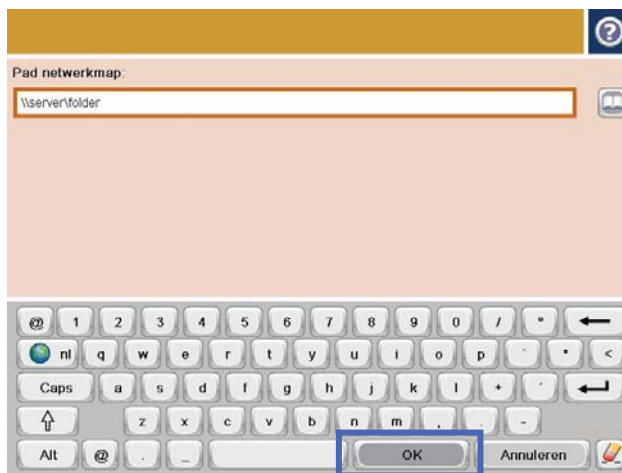 ?
Pad netwerkmap:
\\server\folder
@ 1 2 3 4 5 6 7 8 9 0 / °
nl q w e r t y u i o p ¨ * <
Caps a s d f g h j k l + ´
z x c v b n m , . -
Alt @ . _ OK Annuleren